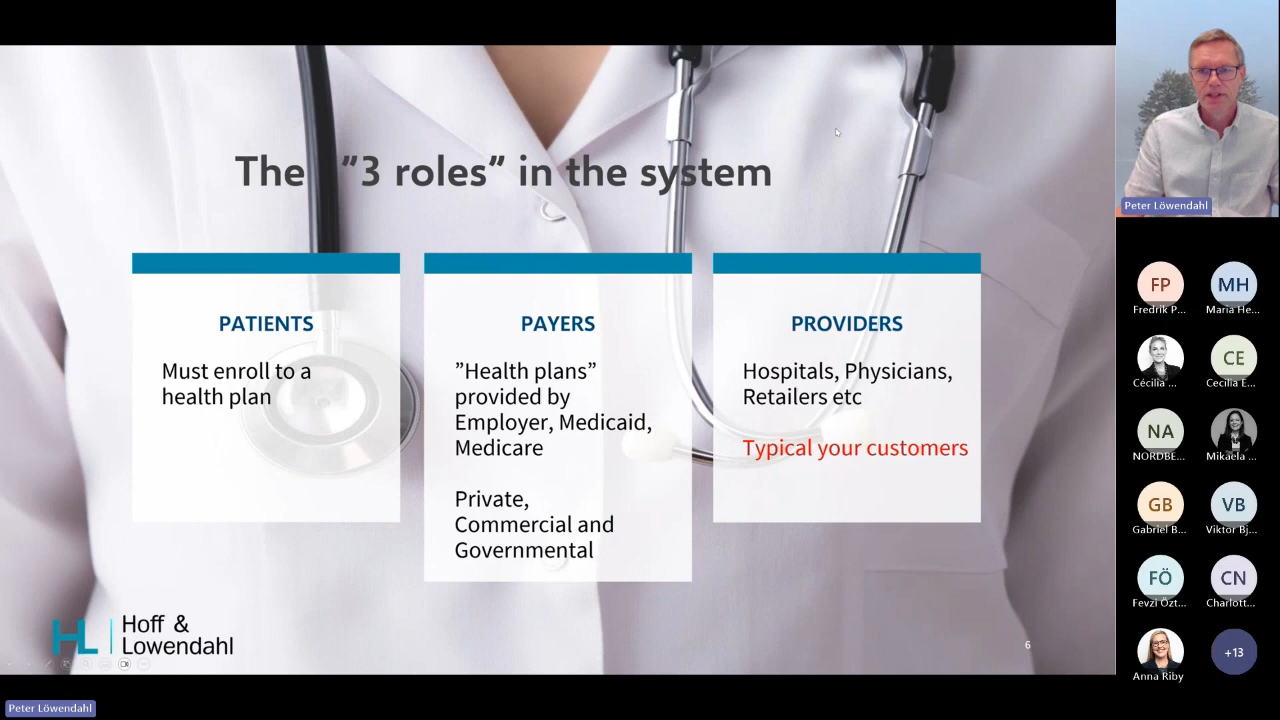 The ”3 roles” in the system
PATIENTS
Must enroll to a
health plan
PAYERS
”Health plans”
provided by
Employer, Medicaid,
Medicare
Private,
Commercial and
Governmental
PROVIDERS
Hospitals, Physicians,
Retailers etc
Typical your customers
HL
Hoff &
Lowendahl
6
Peter Löwendahl
FP
Fredrik P...
MH
Maria He...
Cécilia ...
CE
Cecilia E...
NA
NORDBE...
Mikaela ...
GB
Gabriel B...
VB
Viktor Bj...
FÖ
Fevzi Özt...
CN
Charlott...
Anna Riby
+13
Peter Löwendahl